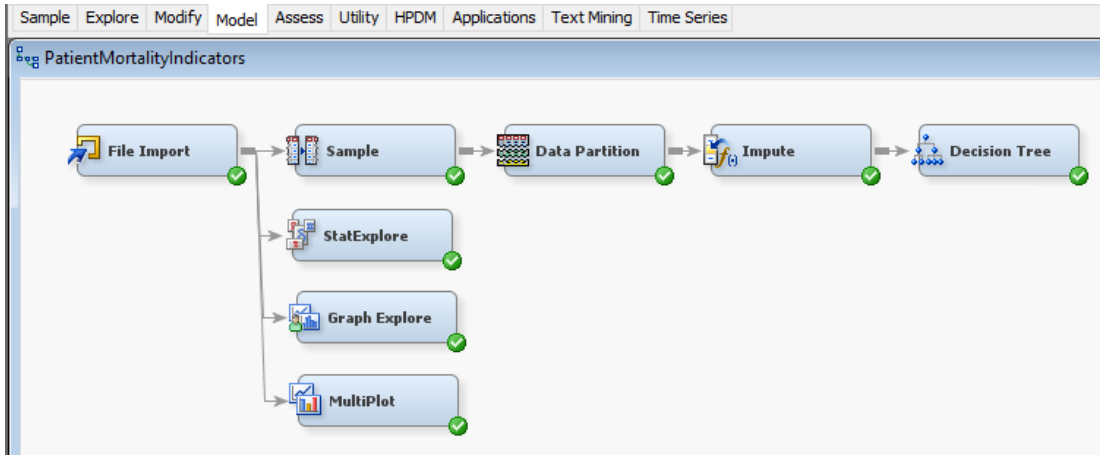 Sample Explore Modify Model Assess Utility HPDM Applications Text Mining Time Series
PatientMortalityIndicators
File Import Sample Data Partition Impute Decision Tree
StatExplore
Graph Explore
MultiPlot